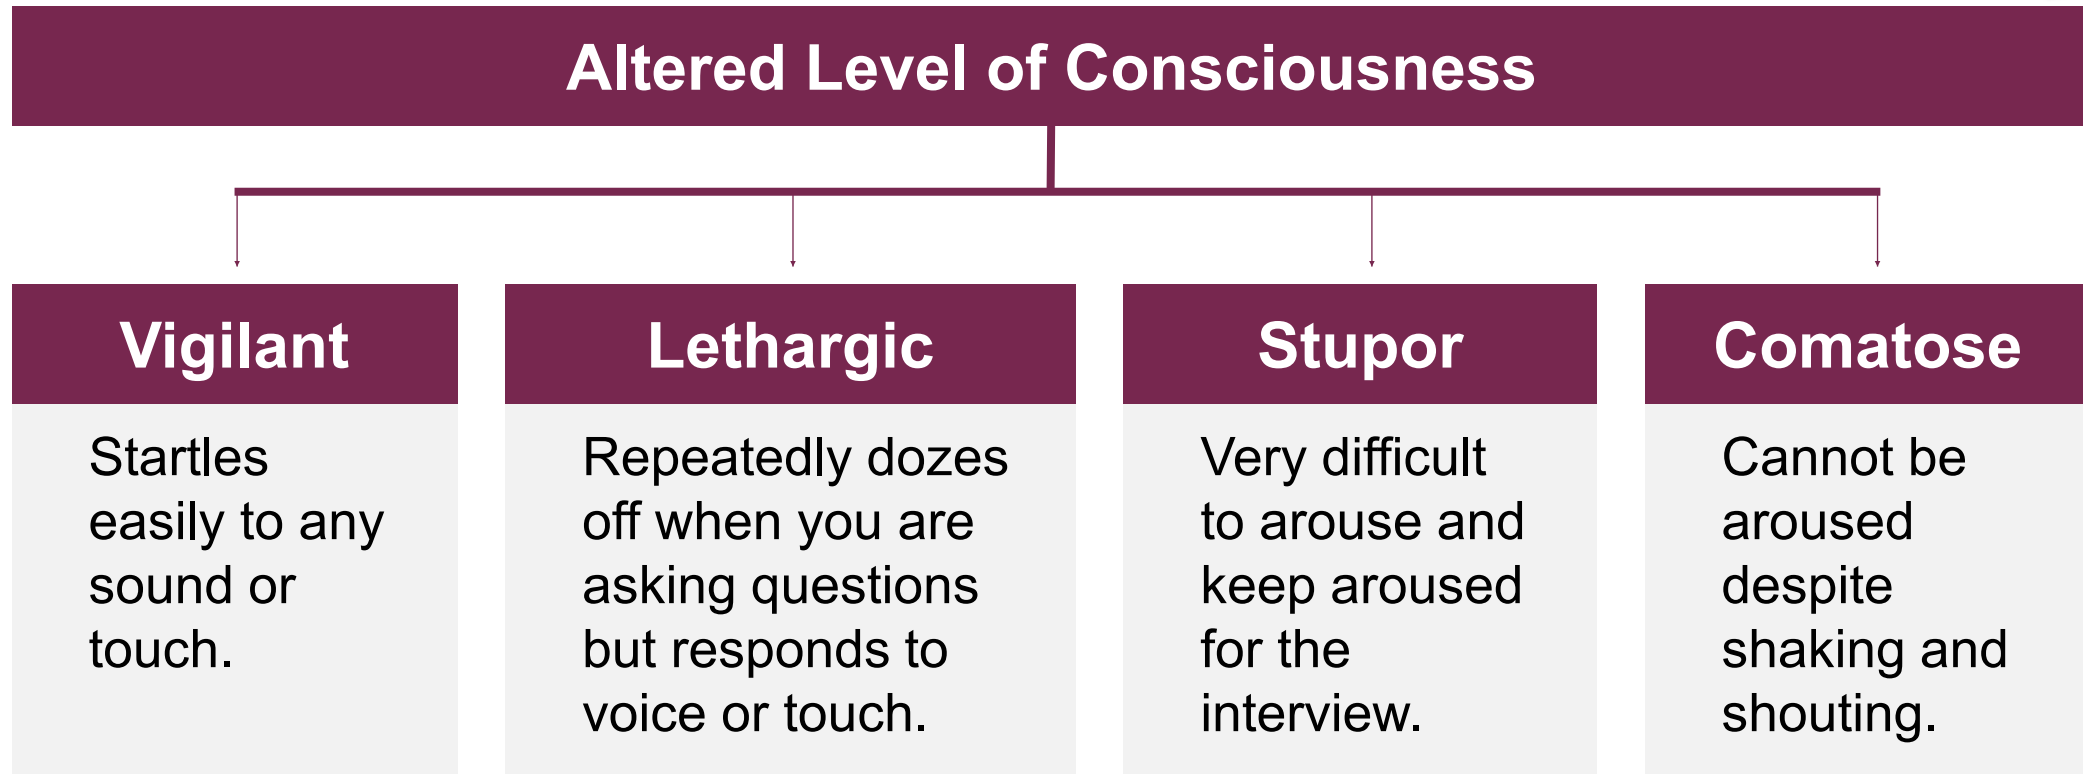 Altered Level of Consciousness
Vigilant
Startles
easily to any
sound or
touch.
Lethargic
Repeatedly dozes
off when you are
asking questions
but responds to
voice or touch.
Stupor
Very difficult
to arouse and
keep aroused
for the
interview.
Comatose
Cannot be
aroused
despite
shaking and
shouting.